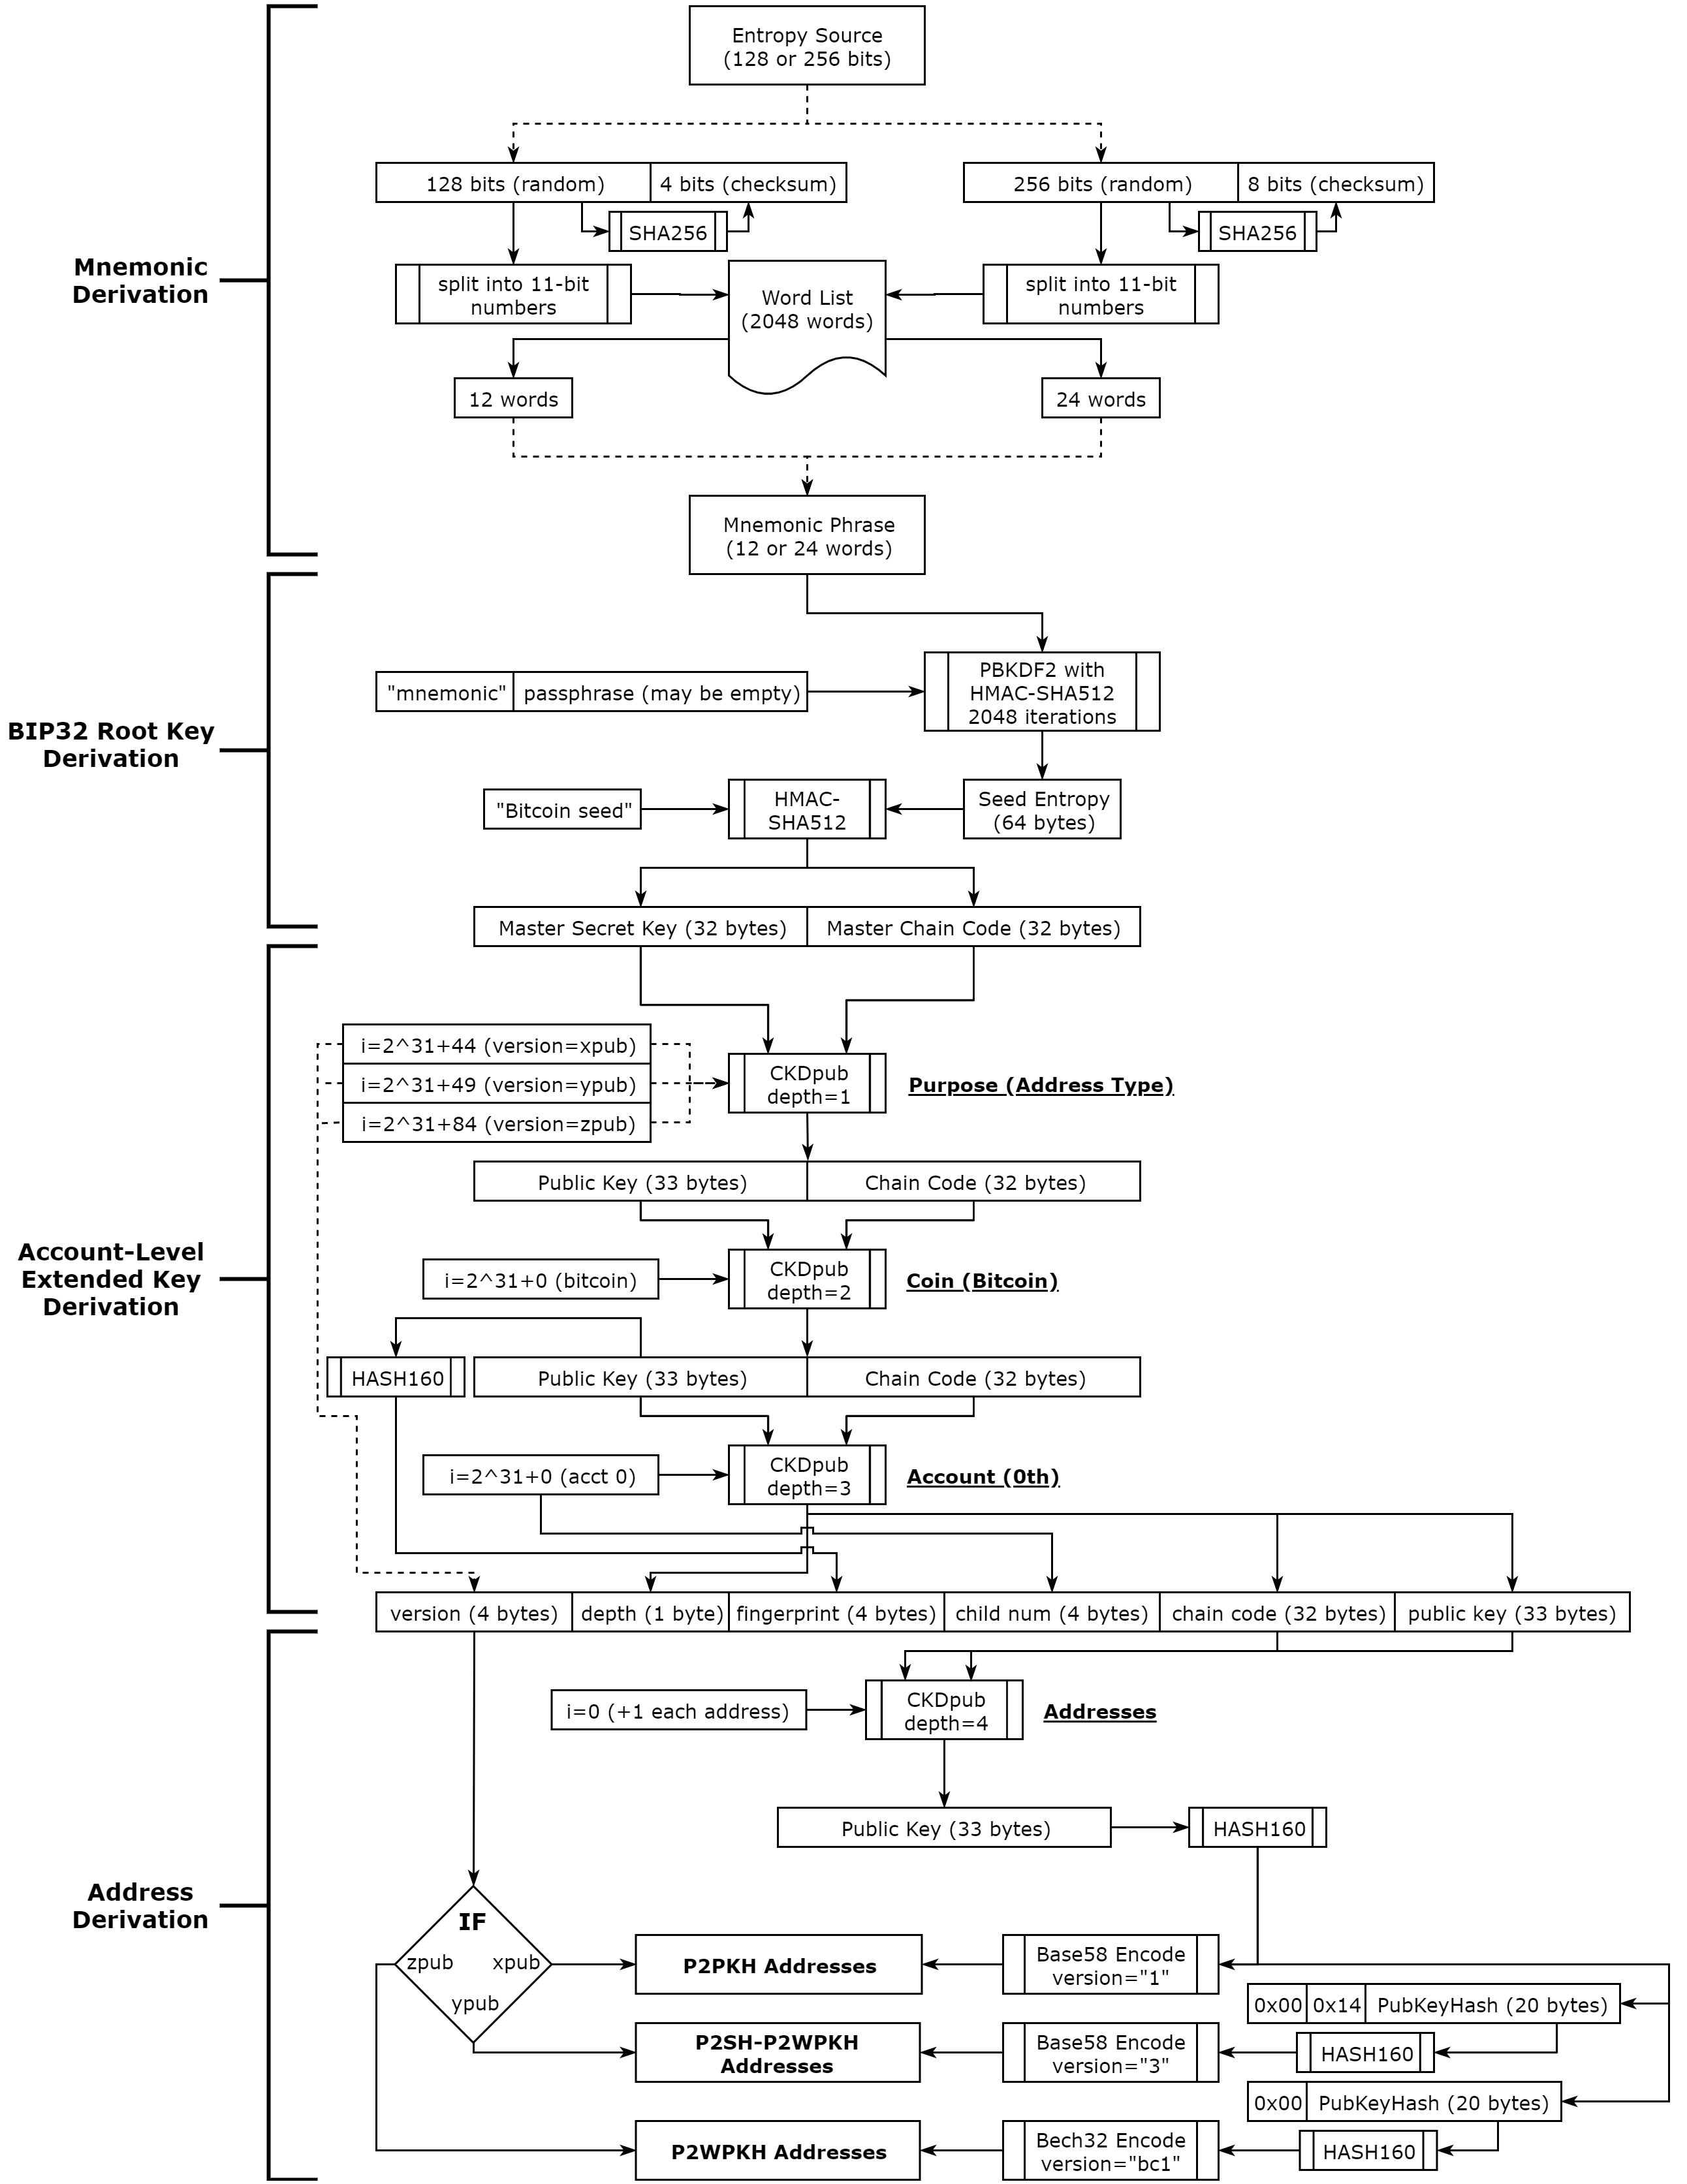 Entropy Source
(128 or 256 bits)
128 bits (random)
4 bits (checksum)
256 bits (random)
8 bits (checksum)
SHA256
SHA256
Mnemonic
Derivation
split into 11-bit
numbers
Word List
(2048 words)
split into 11-bit
numbers
12 words
24 words
Mnemonic Phrase
(12 or 24 words)
BIP32 Root Key
Derivation
"mnemonic"
passphrase (may be empty)
PBKDF2 with
HMAC-SHA512
2048 iterations
"Bitcoin seed"
HMAC-
SHA512
Seed Entropy
(64 bytes)
Master Secret Key (32 bytes)
Master Chain Code (32 bytes)
Account-Level
Extended Key
Derivation
i=2^31+44 (version=xpub)
i=2^31+49 (version=ypub)
i=2^31+84 (version=zpub)
CKDpub
depth=1
Purpose (Address Type)
Public Key (33 bytes)
Chain Code (32 bytes)
i=2^31+0 (bitcoin)
CKDpub
depth=2
Coin (Bitcoin)
HASH160
Public Key (33 bytes)
Chain Code (32 bytes)
i=2^31+0 (acct 0)
CKDpub
depth=3
Account (0th)
version (4 bytes)
depth (1 byte)
fingerprint (4 bytes)
child num (4 bytes)
chain code (32 bytes)
public key (33 bytes)
Address
Derivation
i=0 (+1 each address)
CKDpub
depth=4
Addresses
Public Key (33 bytes)
HASH160
IF
zpub
xpub
ypub
P2PKH Addresses
Base58 Encode
version="1"
0x00
0x14
PubKeyHash (20 bytes)
P2SH-P2WPKH
Addresses
Base58 Encode
version="3"
HASH160
0x00
PubKeyHash (20 bytes)
P2WPKH Addresses
Bech32 Encode
version="bc1"
HASH160